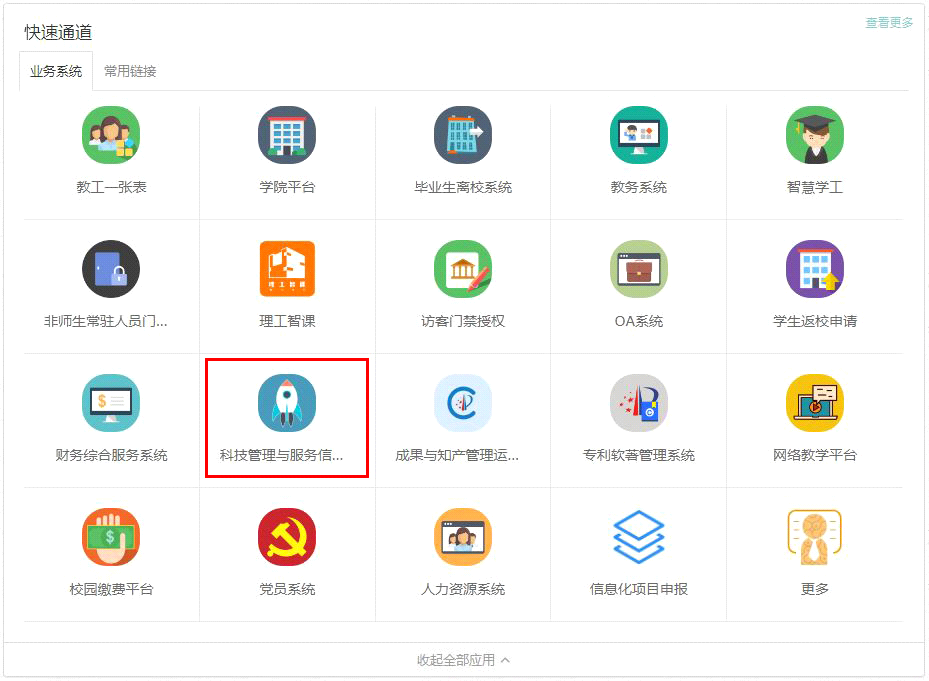 快速通道
查看更多
业务系统 常用链接
教工一张表
学院平台
毕业生离校系统
教务系统
智慧学工
非师生常驻人员门...
理工智课
访客门禁授权
OA系统
学生返校申请
财务综合服务系统
科技管理与服务信...
成果与知产管理运...
专利软著管理系统
网络教学平台
校园缴费平台
党员系统
人力资源系统
信息化项目申报
更多
收起全部应用